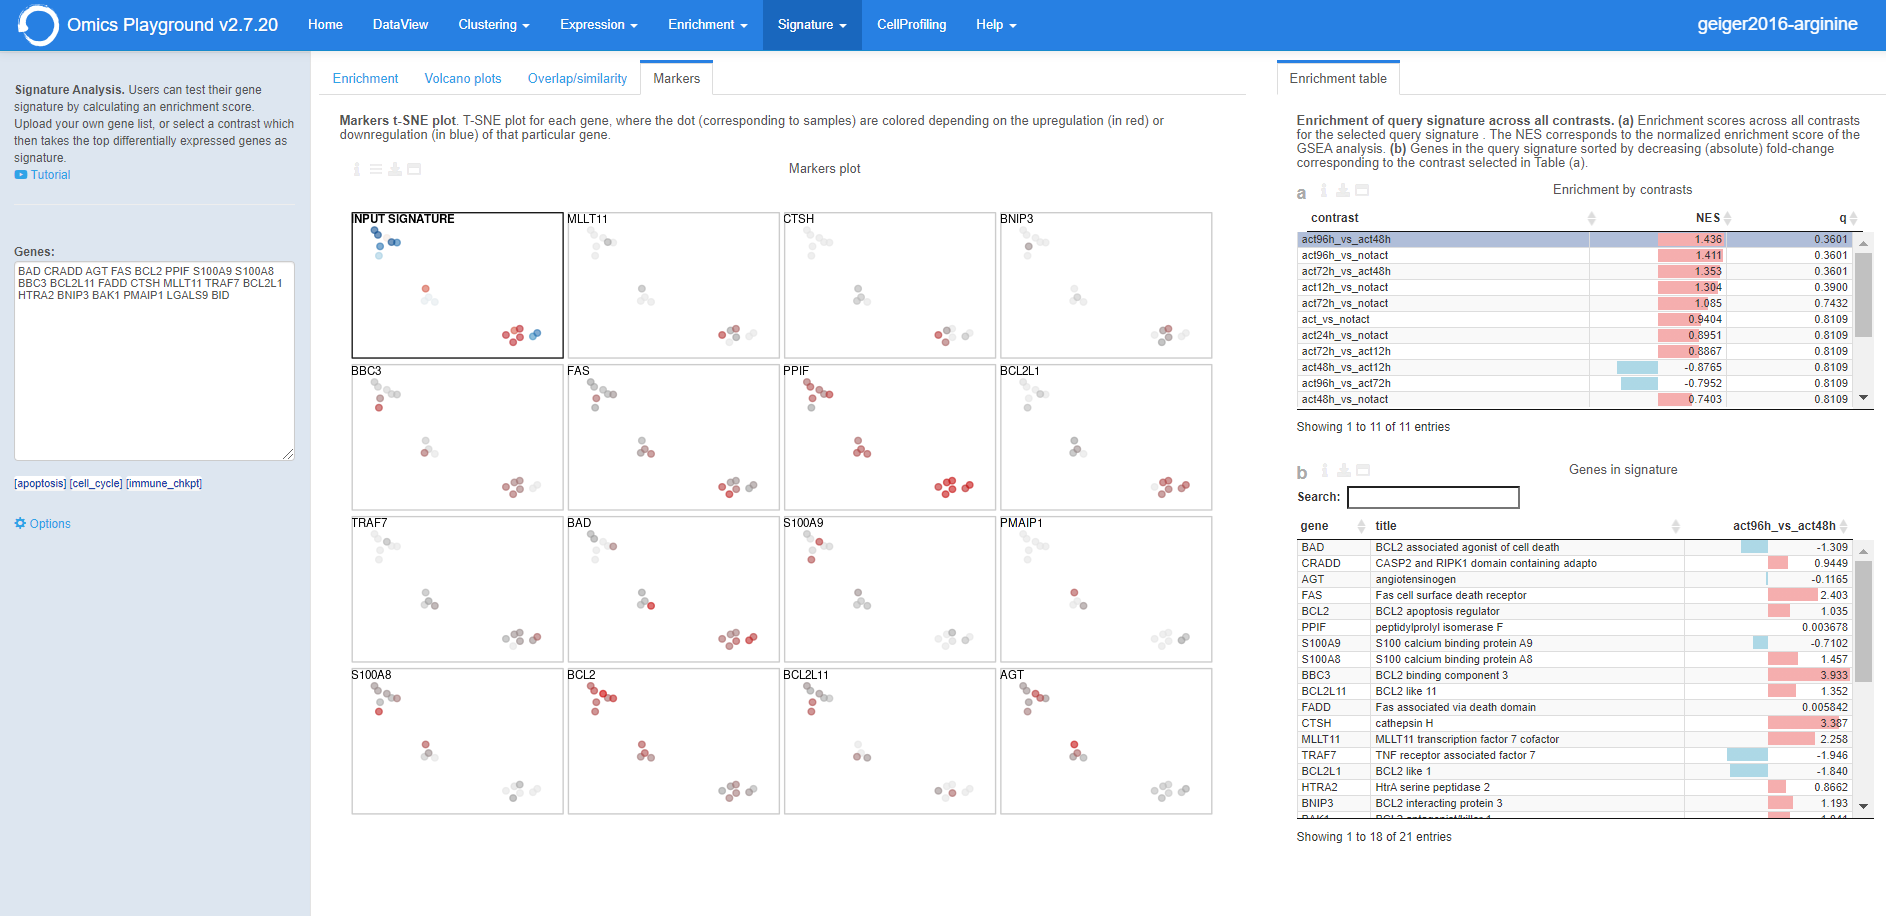 Omics Playground v2.7.20
Home
DataView
Clustering
Expression
Enrichment
Signature
CellProfiling
Help
geiger2016-arginine
Signature Analysis. Users can test their gene
signature by calculating an enrichment score.
Upload your own gene list, or select a contrast which
then takes the top differentially expressed genes as
signature.
Tutorial
Genes:
BAD CRADD AGT FAS BCL2 PPIF S100A9 S100A8
BBC3 BCL2L11 FADD CTSH MLLT11 TRAF7 BCL2L1
HTRA2 BNIP3 BAK1 PMAIP1 LGALS9 BID
[apoptosis] [cell_cycle] [immune_chkpt]
Options
Enrichment
Volcano plots
Overlap/similarity
Markers
Markers t-SNE plot. T-SNE plot for each gene, where the dot (corresponding to samples) are colored depending on the upregulation (in red) or
downregulation (in blue) of that particular gene.
Markers plot
INPUT SIGNATURE
MLLT11
CTSH
BNIP3
BBC3
FAS
PPIF
BCL2L1
TRAF7
BAD
S100A9
PMAIP1
S100A8
BCL2
BCL2L11
AGT
Enrichment table
Enrichment of query signature across all contrasts. (a) Enrichment scores across all contrasts
for the selected query signature . The NES corresponds to the normalized enrichment score of the
GSEA analysis. (b) Genes in the query signature sorted by decreasing (absolute) fold-change
corresponding to the contrast selected in Table (a).
a
Enrichment by contrasts
contrast NES q
act96h_vs_act48h 1.436 0.3601
act96h_vs_notact 1.411 0.3601
act72h_vs_act48h 1.353 0.3601
act12h_vs_notact 1.304 0.3900
act72h_vs_notact 1.085 0.7432
act_vs_notact 0.9404 0.8109
act24h_vs_notact 0.8951 0.8109
act72h_vs_act12h 0.8867 0.8109
act48h_vs_act12h -0.8765 0.8109
act96h_vs_act72h -0.7952 0.8109
act48h_vs_notact 0.7403 0.8109
Showing 1 to 11 of 11 entries
b
Genes in signature
Search:
gene title act96h_vs_act48h
BAD BCL2 associated agonist of cell death -1.309
CRADD CASP2 and RIPK1 domain containing adapto 0.9449
AGT angiotensinogen -0.1165
FAS Fas cell surface death receptor 2.403
BCL2 BCL2 apoptosis regulator 1.035
PPIF peptidylprolyl isomerase F 0.003678
S100A9 S100 calcium binding protein A9 -0.7102
S100A8 S100 calcium binding protein A8 1.457
BBC3 BCL2 binding component 3 3.933
BCL2L11 BCL2 like 11 1.352
FADD Fas associated via death domain 0.005842
CTSH cathepsin H 3.387
MLLT11 MLLT11 transcription factor 7 cofactor 2.258
TRAF7 TNF receptor associated factor 7 -1.946
BCL2L1 BCL2 like 1 -1.840
HTRA2 HtrA serine peptidase 2 0.8662
BNIP3 BCL2 interacting protein 3 1.193
BAK1 BCL2 antagonist/killer 1
Showing 1 to 18 of 21 entries